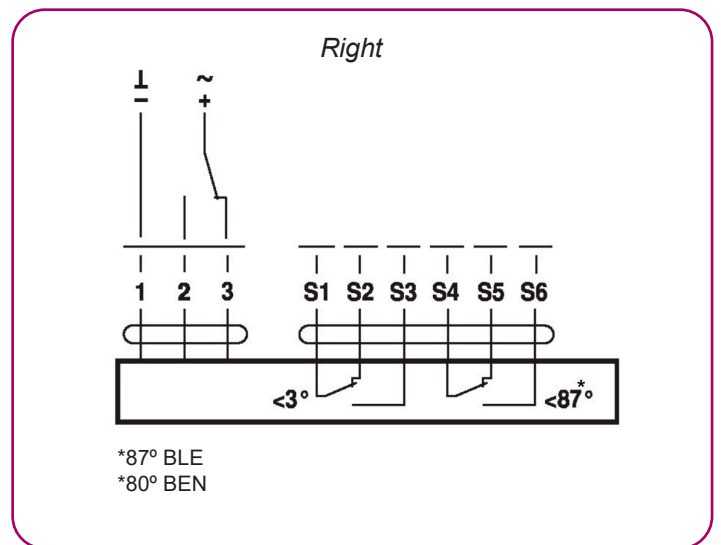 Right
⊥ ~
− +
1 2 3 S1 S2 S3 S4 S5 S6
<3° <87°*
*87º BLE
*80º BEN